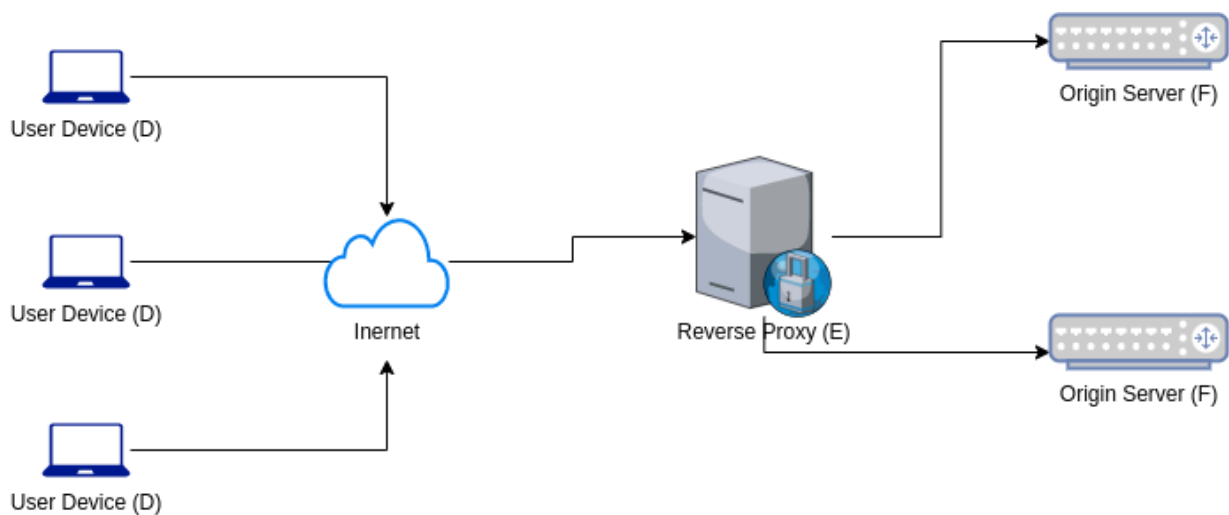 Origin Server (F)
User Device (D)
User Device (D)
Inernet
Reverse Proxy (E)
Origin Server (F)
User Device (D)